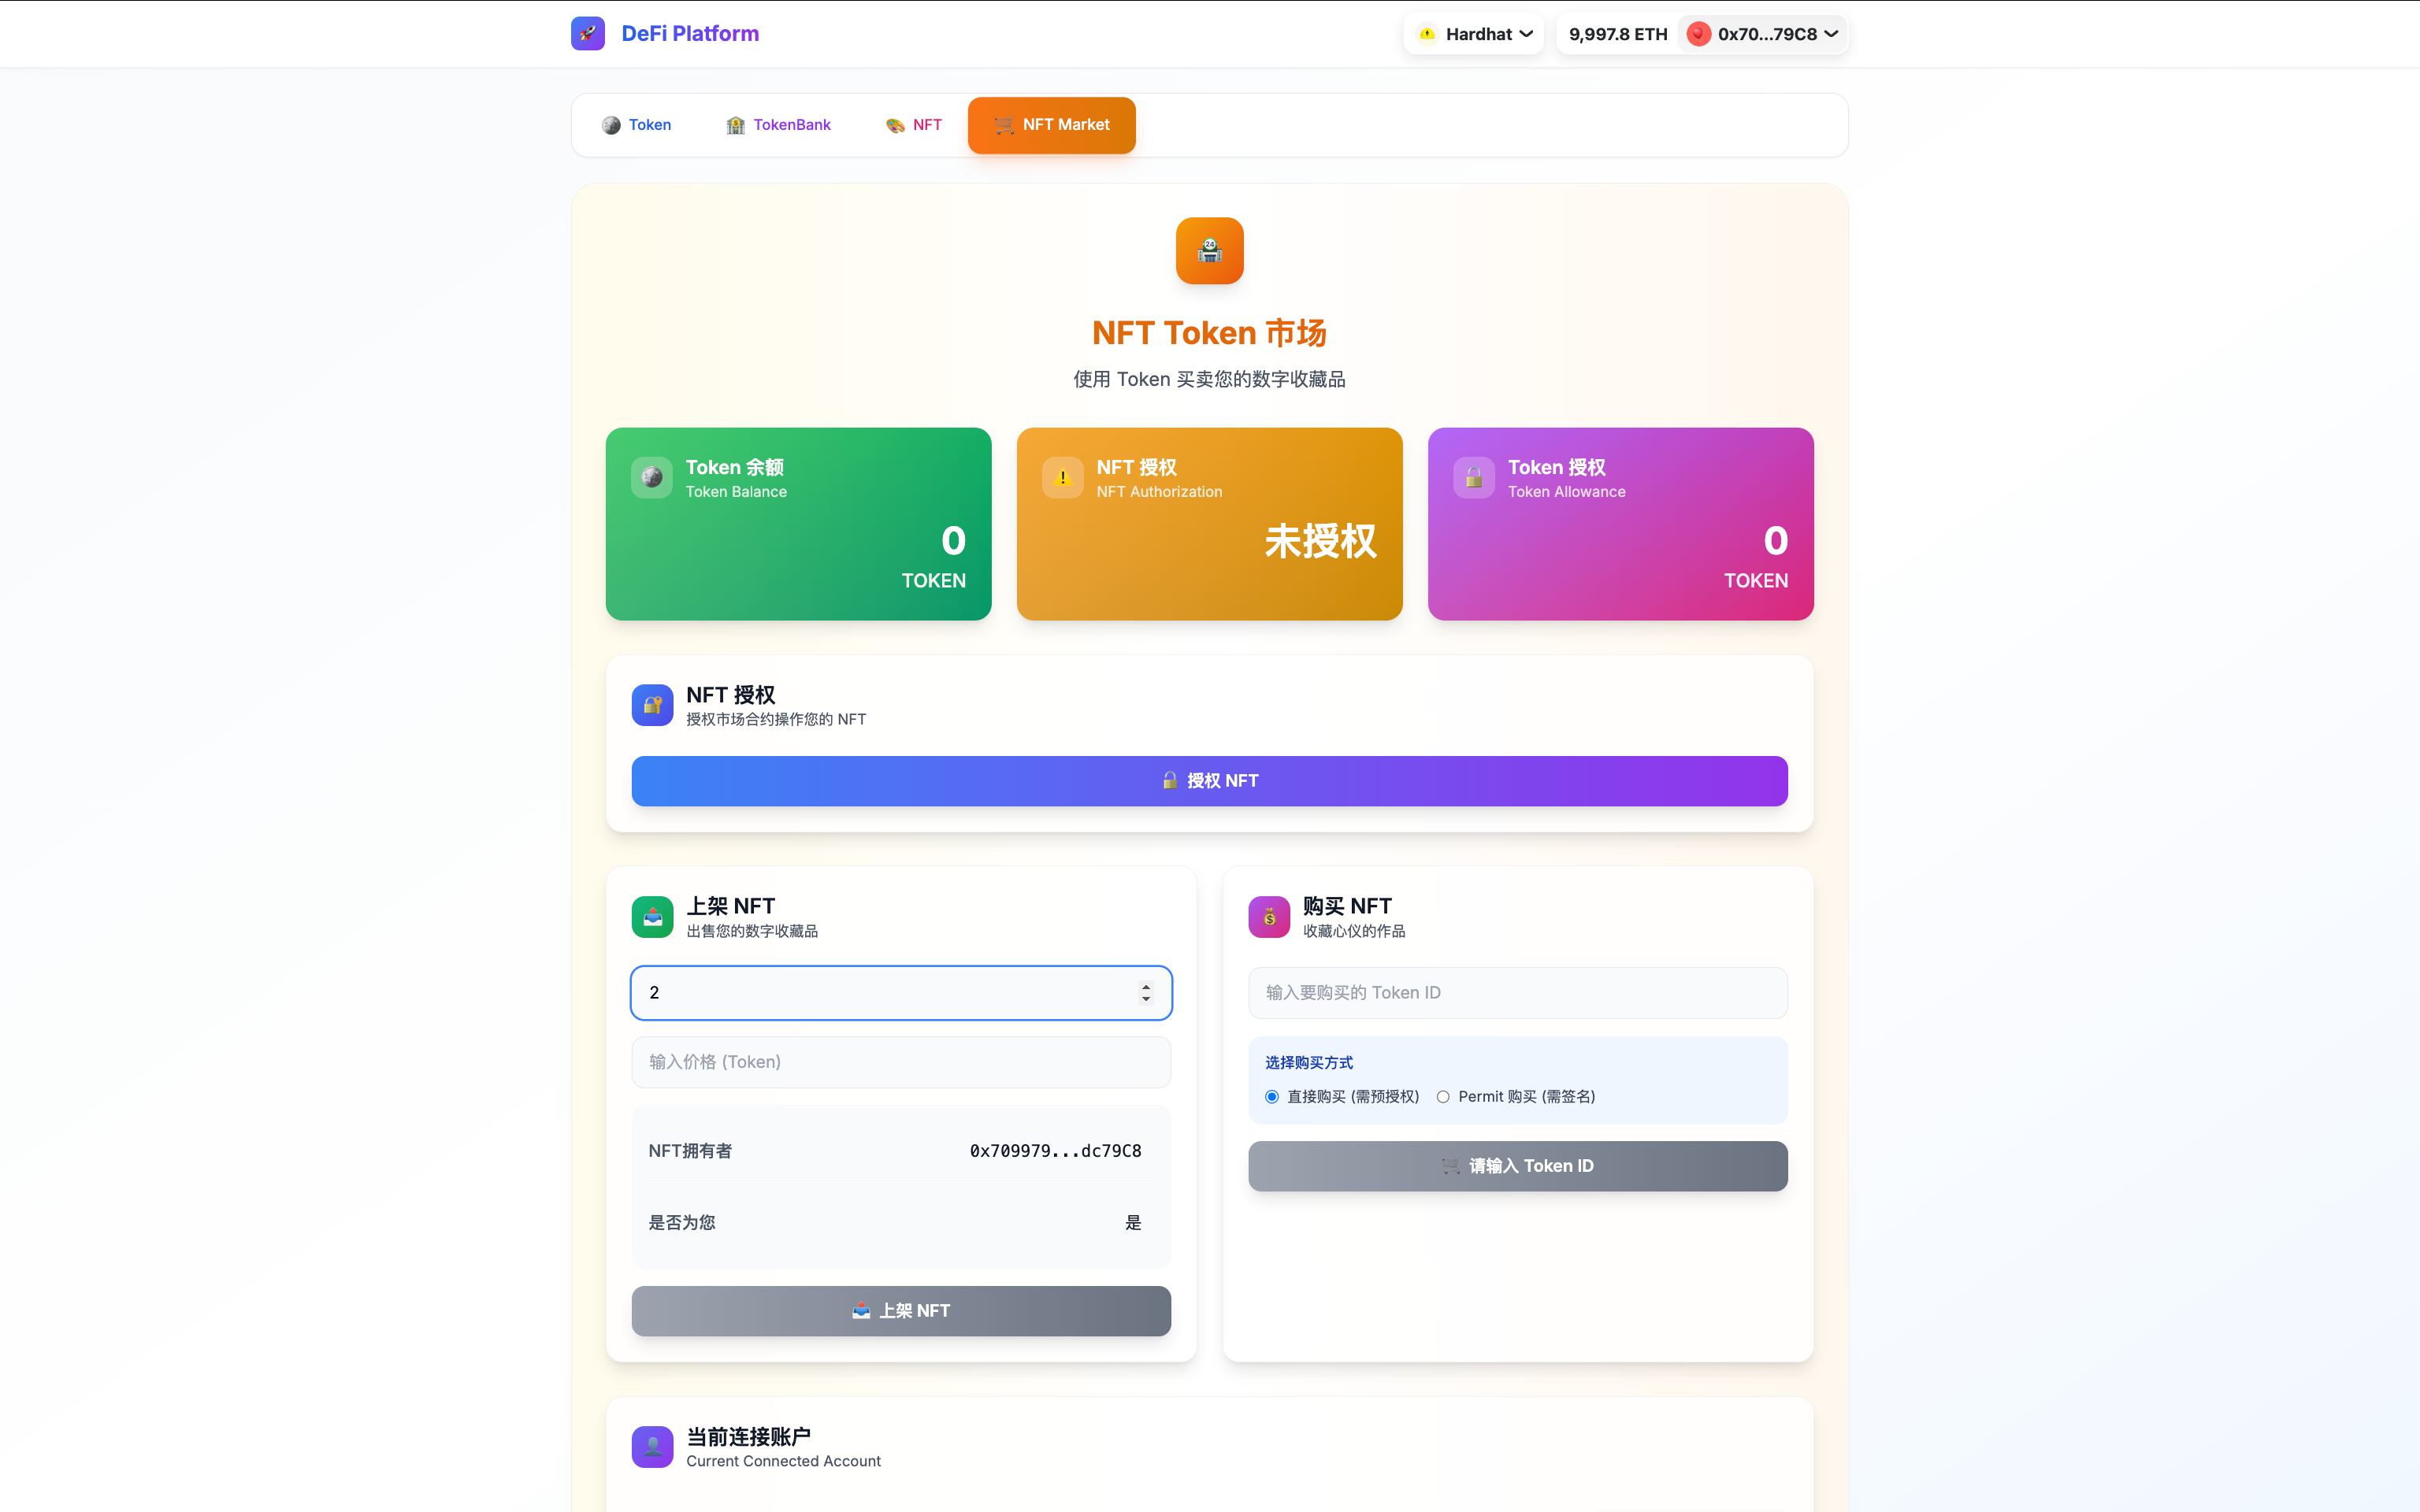 DeFi Platform
Hardhat
9,997.8 ETH
0x70...79C8
Token
TokenBank
NFT
NFT Market
NFT Token 市场
使用 Token 买卖您的数字收藏品
Token 余额
Token Balance
0
TOKEN
NFT 授权
NFT Authorization
未授权
Token 授权
Token Allowance
0
TOKEN
NFT 授权
授权市场合约操作您的 NFT
授权 NFT
上架 NFT
出售您的数字收藏品
2
输入价格 (Token)
NFT拥有者
0x709979...dc79C8
是否为您
是
上架 NFT
购买 NFT
收藏心仪的作品
输入要购买的 Token ID
选择购买方式
直接购买 (需预授权)
Permit 购买 (需签名)
请输入 Token ID
当前连接账户
Current Connected Account